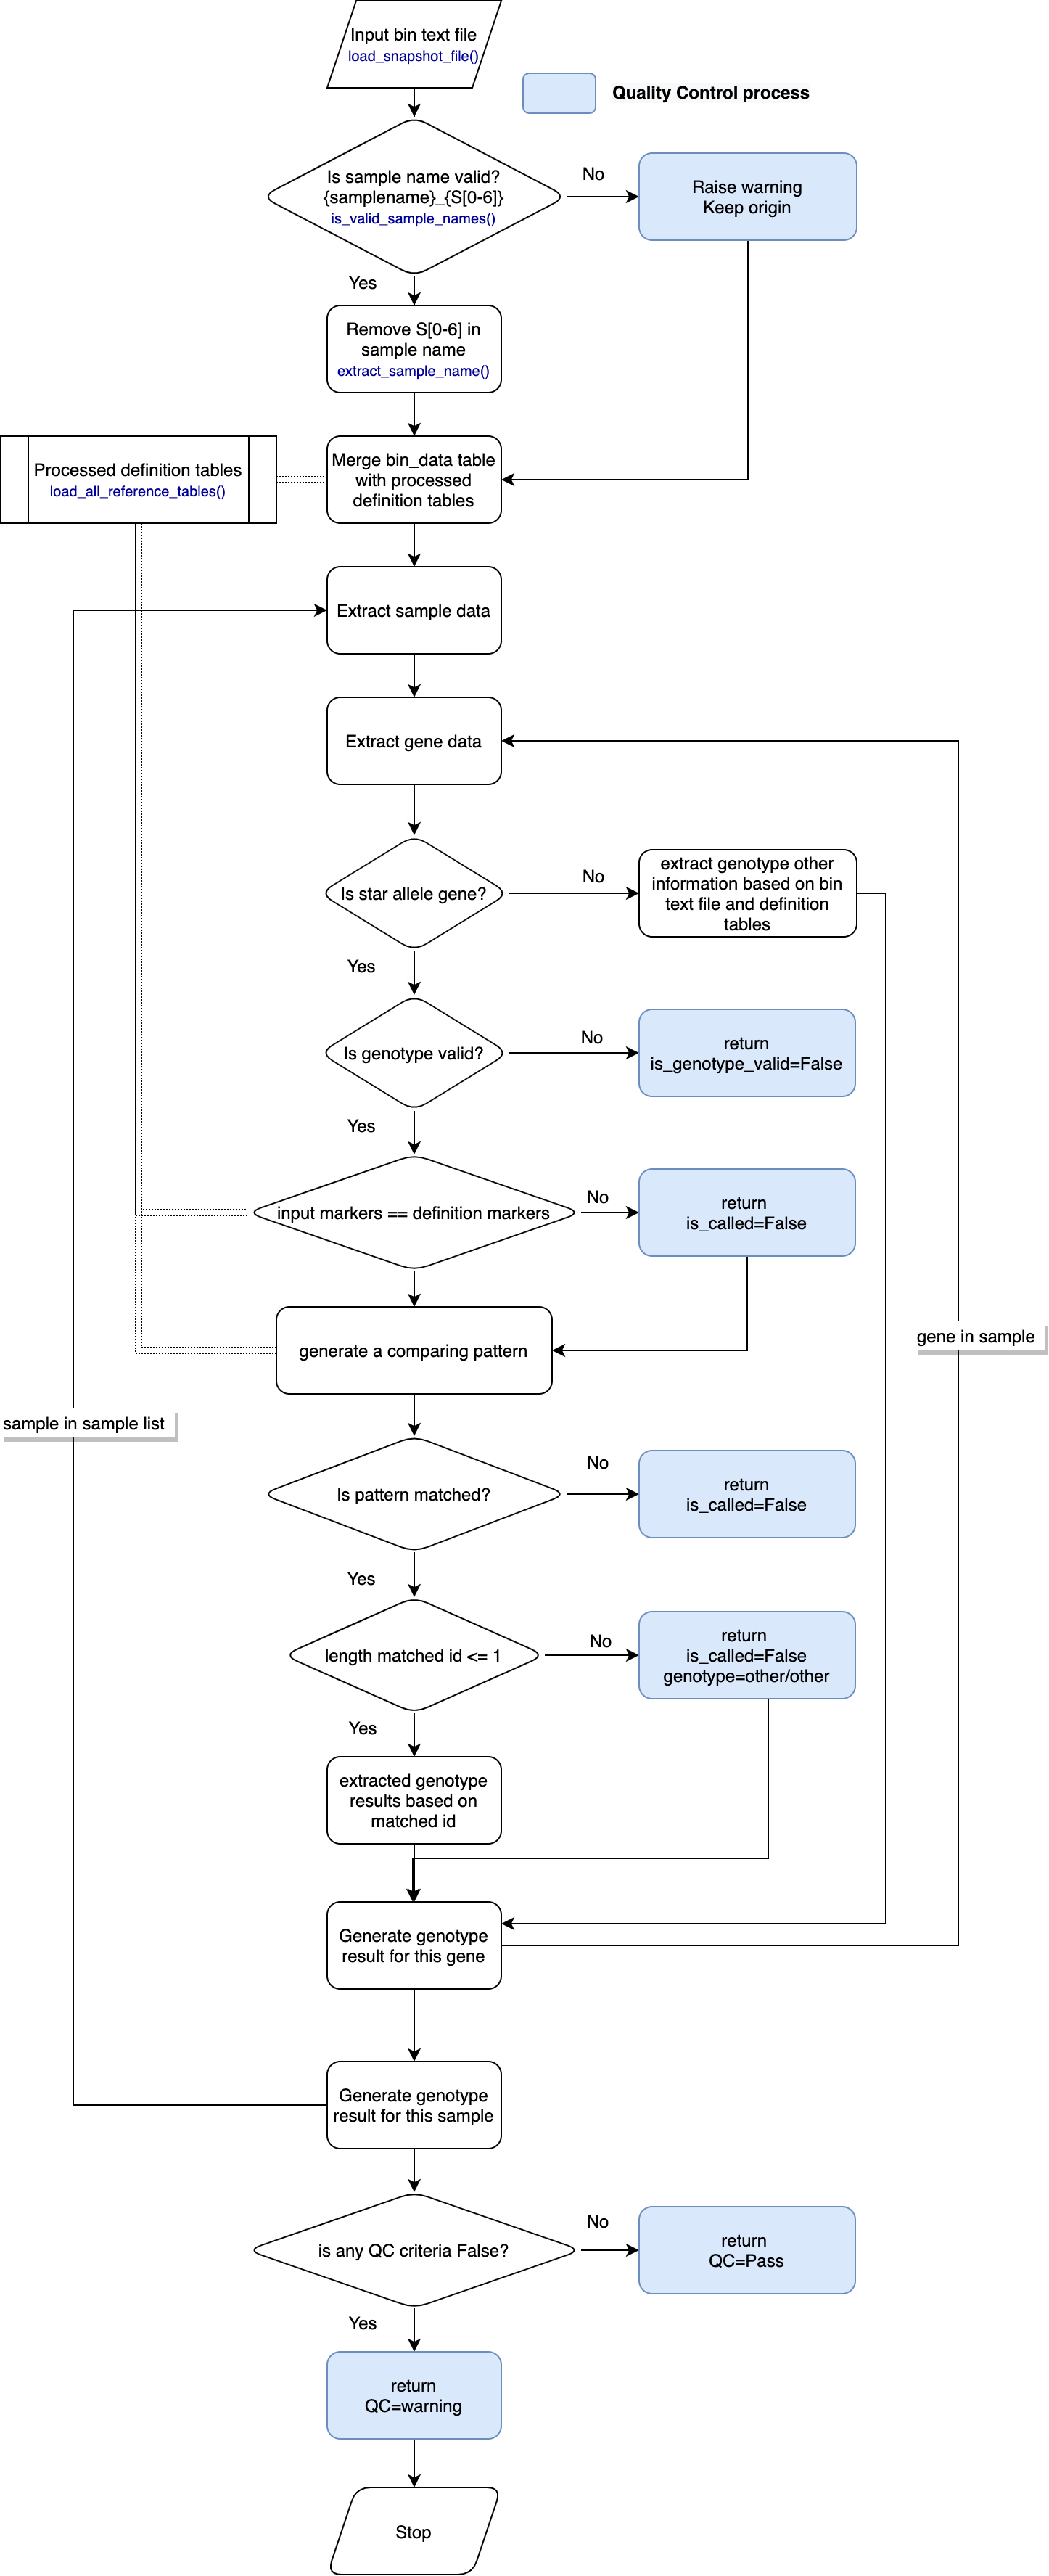 Input bin text file
load_snapshot_file()
Quality Control process
Is sample name valid?
{samplename}_{S[0-6]}
is_valid_sample_names()
No
Raise warning
Keep origin
Yes
Remove S[0-6] in
sample name
extract_sample_name()
Processed definition tables
load_all_reference_tables()
Merge bin_data table
with processed
definition tables
Extract sample data
Extract gene data
Is star allele gene?
No
extract genotype other
information based on bin
text file and definition
tables
Yes
Is genotype valid?
No
return
is_genotype_valid=False
Yes
input markers == definition markers
No
return
is_called=False
generate a comparing pattern
gene in sample
sample in sample list
Is pattern matched?
No
return
is_called=False
Yes
length matched id <= 1
No
return
is_called=False
genotype=other/other
Yes
extracted genotype
results based on
matched id
Generate genotype
result for this gene
Generate genotype
result for this sample
is any QC criteria False?
No
return
QC=Pass
Yes
return
QC=warning
Stop